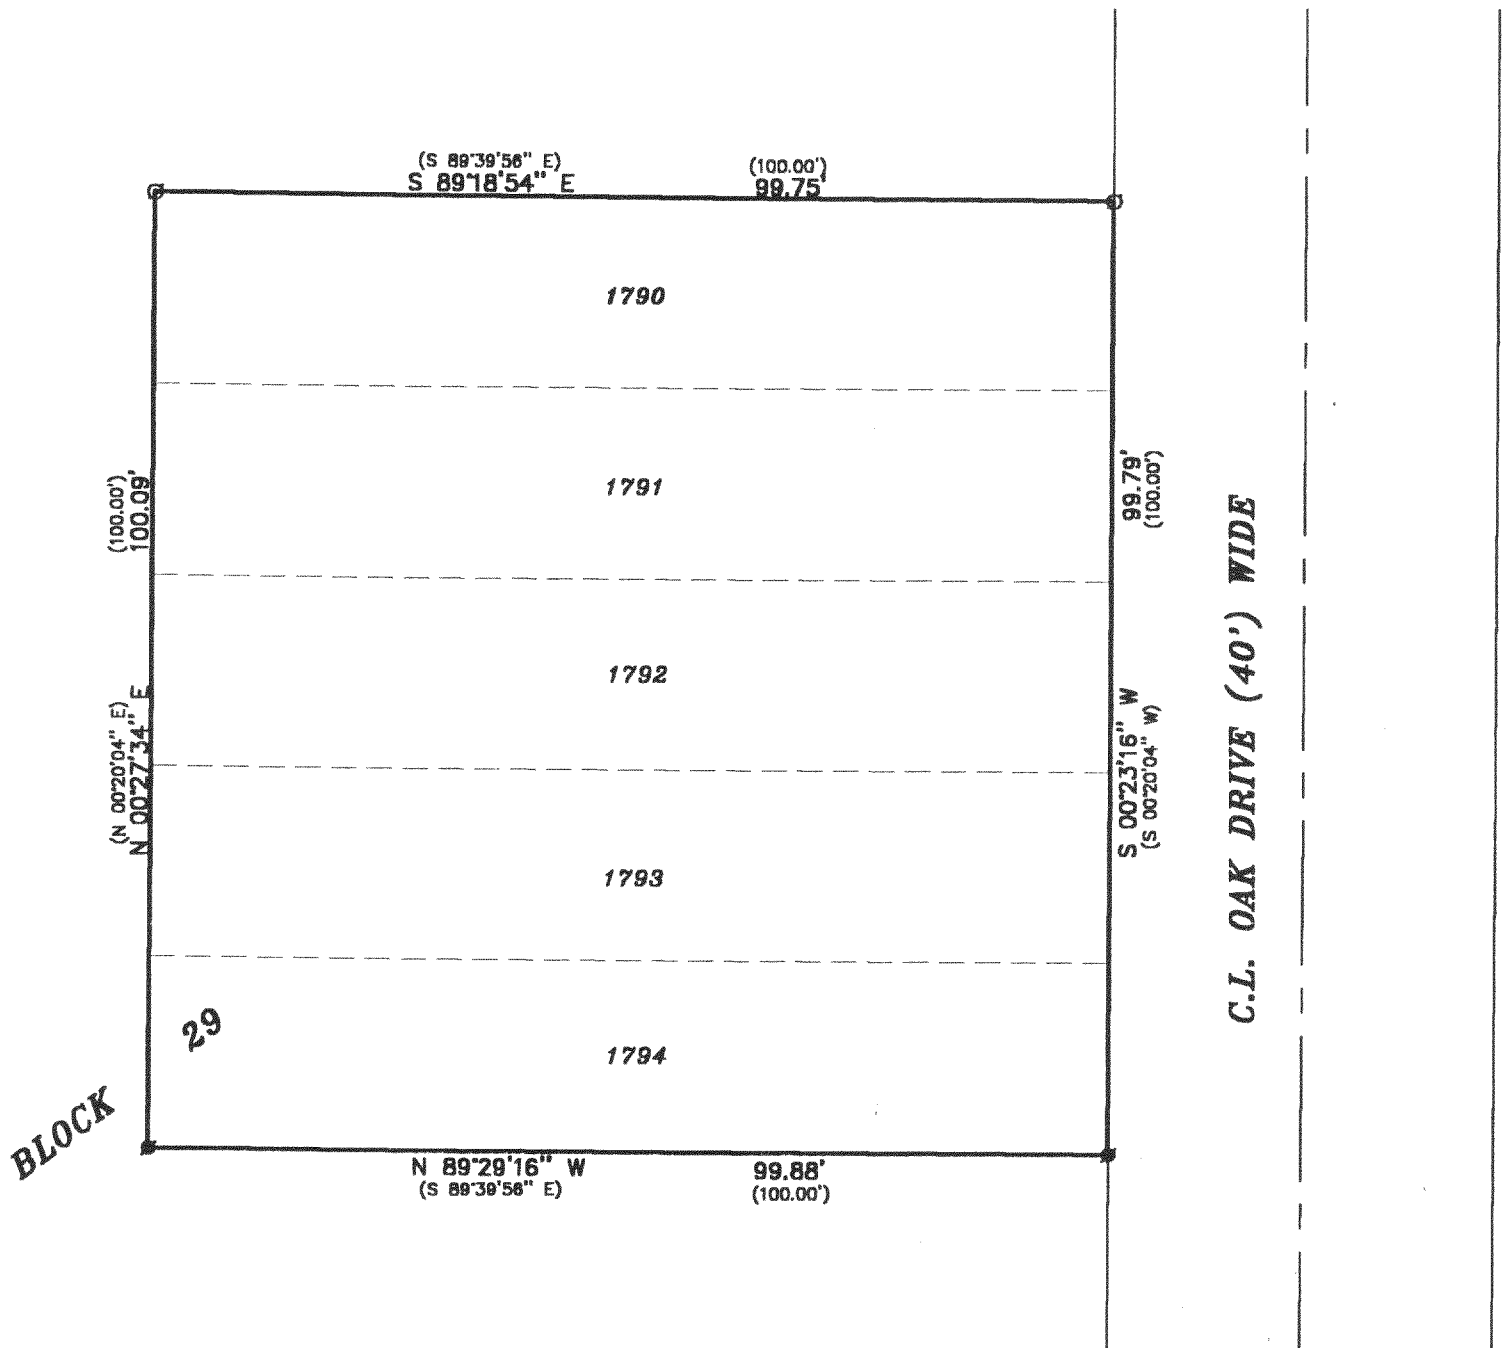 (S 89°39'56" E)
S 89°18'54" E
(100.00')
99.75'
1790
1791
1792
1793
1794
(100.00')
100.09'
(N 00°20'04" E)
N 00°27'34" E
99.79'
(100.00')
S 00°23'16" W
(S 00°20'04" W)
C.L. OAK DRIVE (40') WIDE
BLOCK 29
N 89°29'16" W
(S 89°39'56" E)
99.88'
(100.00')